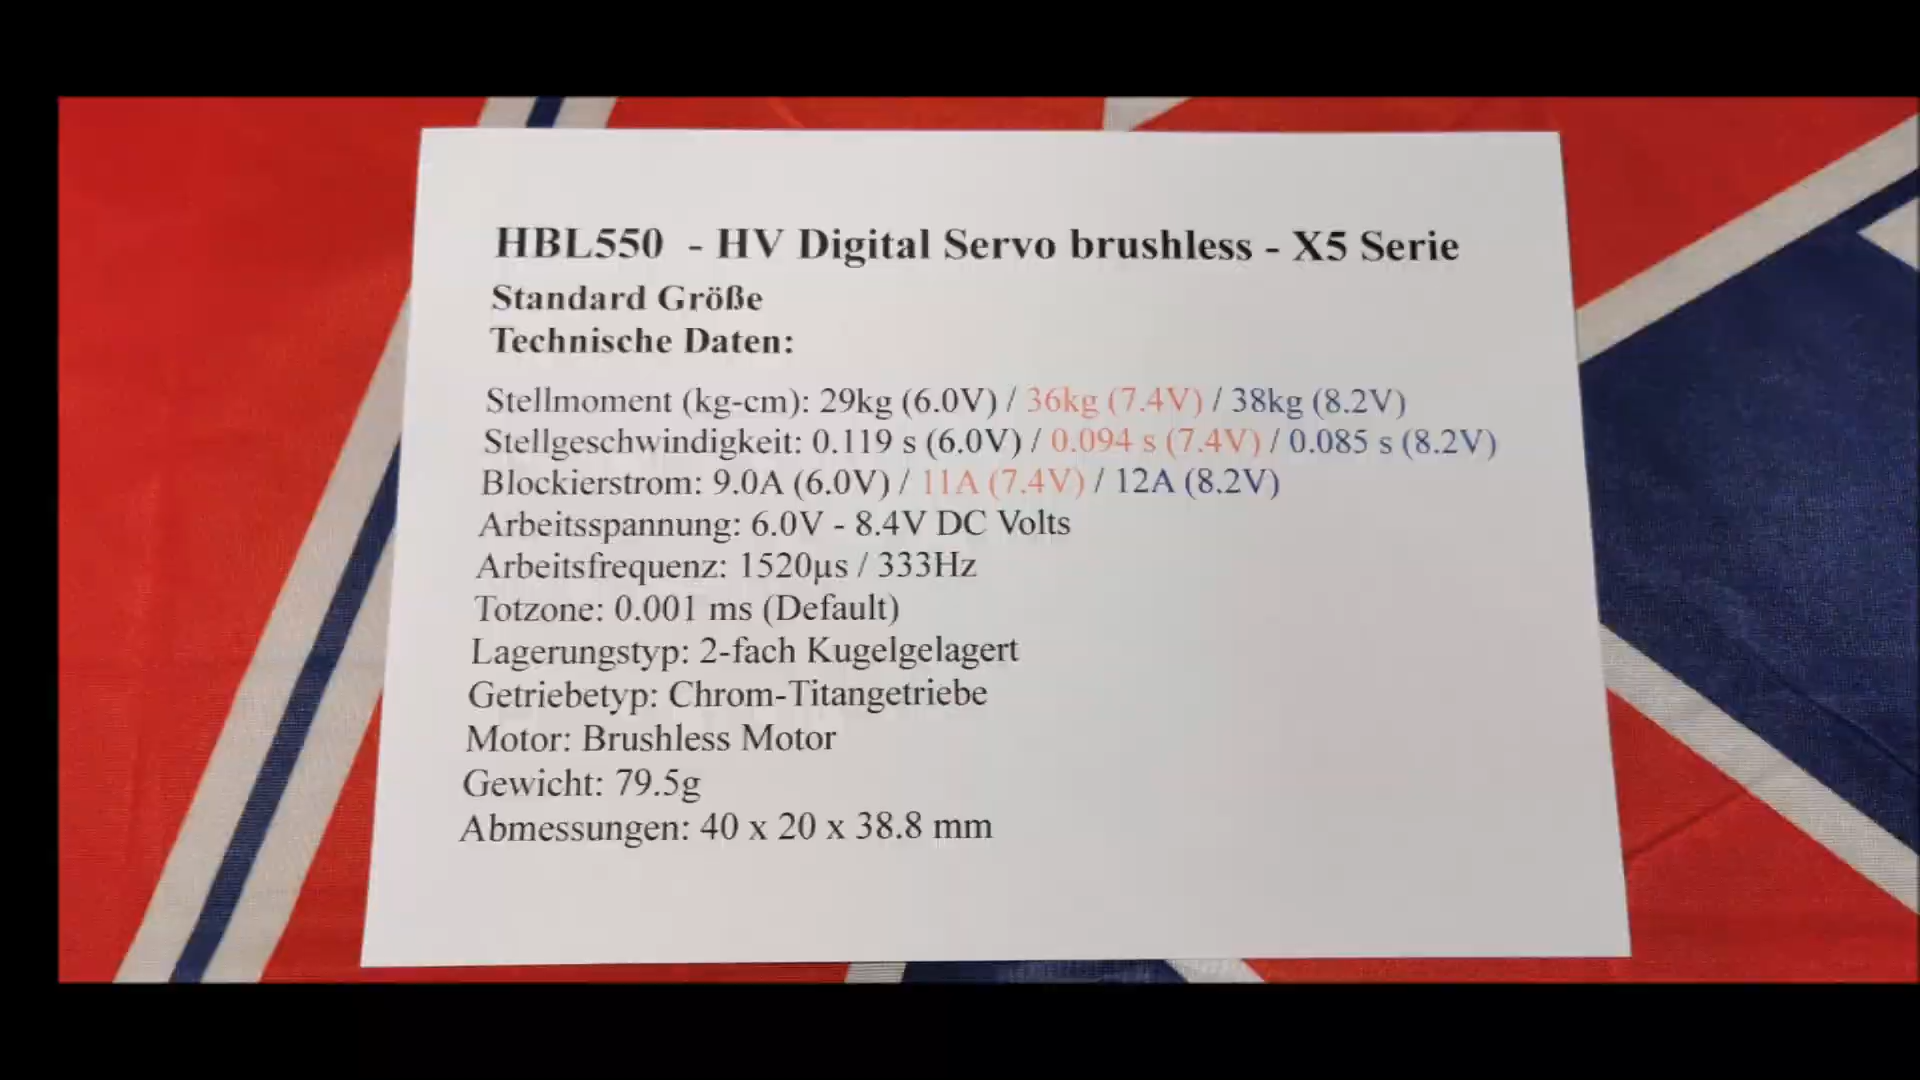 HBL550 - HV Digital Servo brushless - X5 Serie
Standard Größe
Technische Daten:
Stellmoment (kg-cm): 29kg (6.0V) / 36kg (7.4V) / 38kg (8.2V)
Stellgeschwindigkeit: 0.119 s (6.0V) / 0.094 s (7.4V) / 0.085 s (8.2V)
Blockierstrom: 9.0A (6.0V) / 11A (7.4V) / 12A (8.2V)
Arbeitsspannung: 6.0V - 8.4V DC Volts
Arbeitsfrequenz: 1520µs / 333Hz
Totzone: 0.001 ms (Default)
Lagerungstyp: 2-fach Kugelgelagert
Getriebetyp: Chrom-Titangetriebe
Motor: Brushless Motor
Gewicht: 79.5g
Abmessungen: 40 x 20 x 38.8 mm